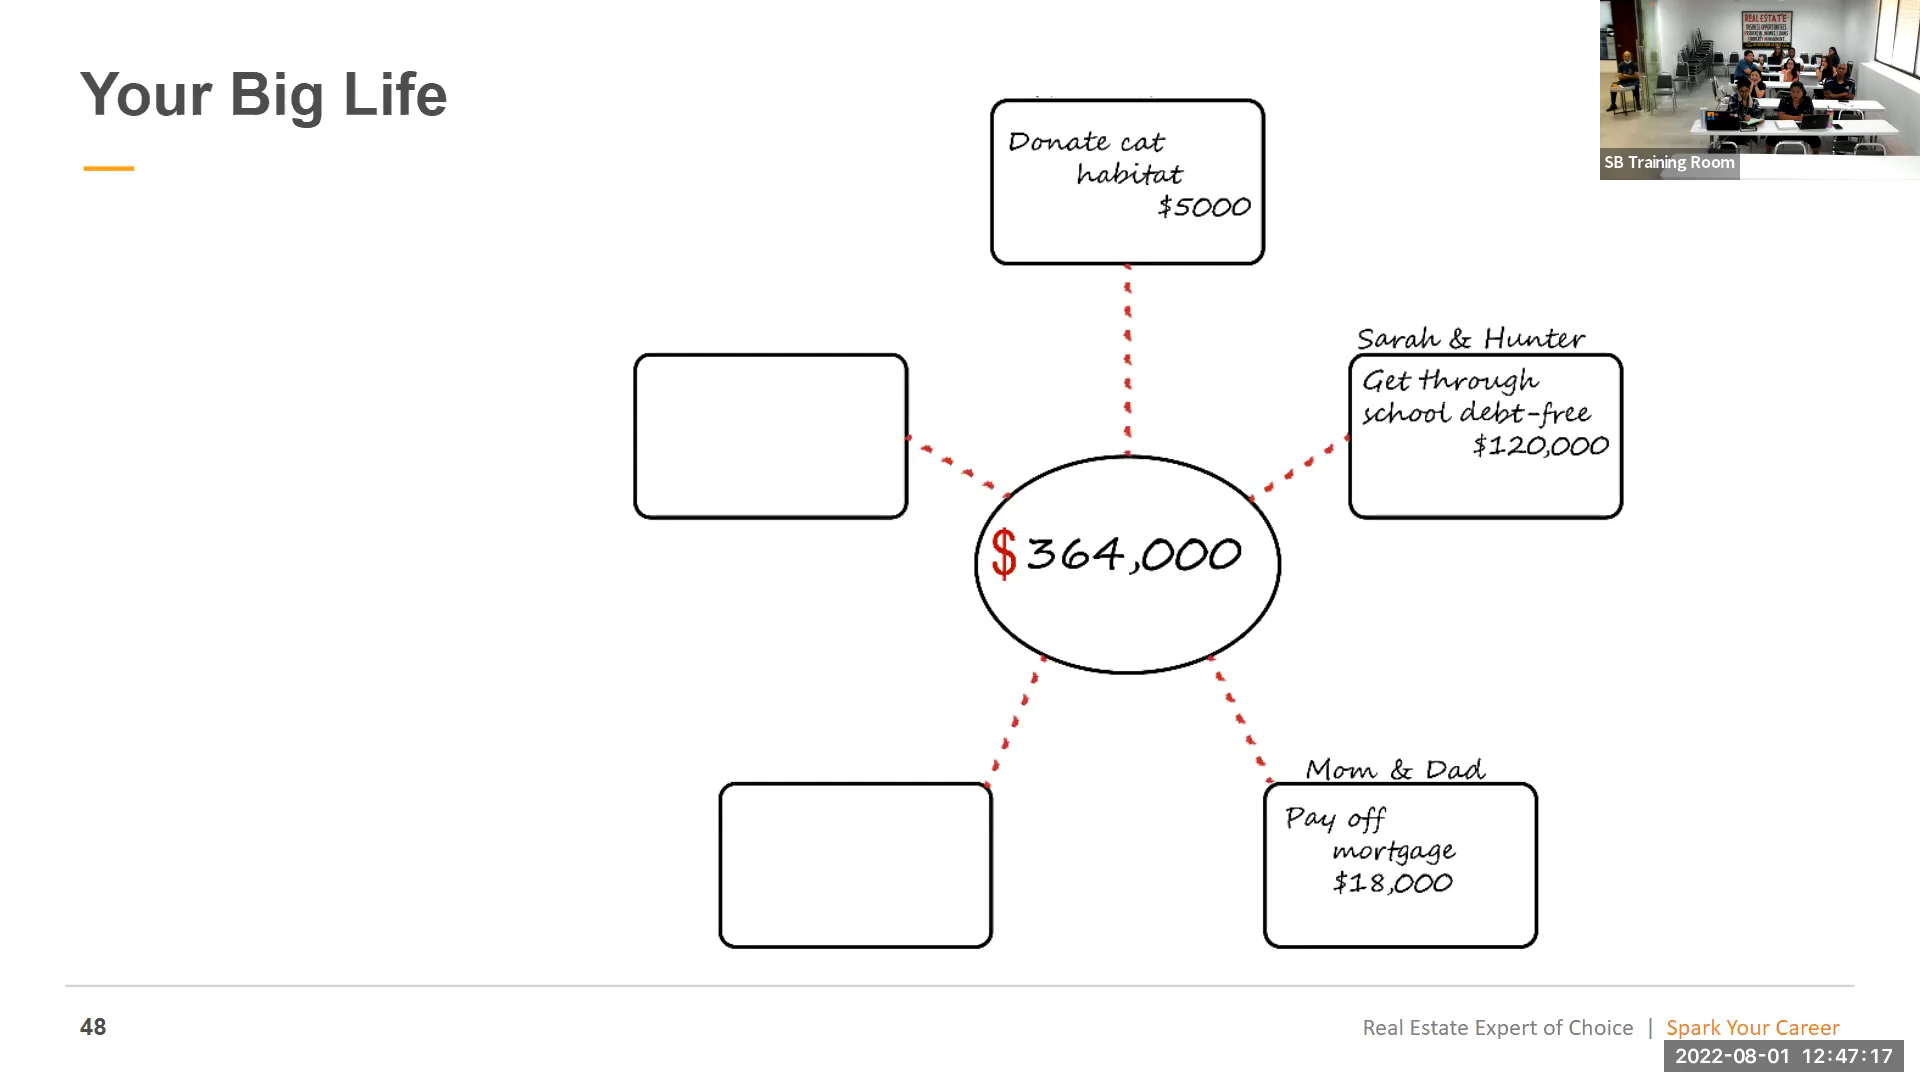 Your Big Life
REAL ESTATE
SB Training Room
Donate cat
habitat
$5000
Sarah & Hunter
Get through
school debt-free
$120,000
$364,000
Mom & Dad
Pay off
mortgage
$18,000
48
Real Estate Expert of Choice | Spark Your Career
2022-08-01 12:47:17